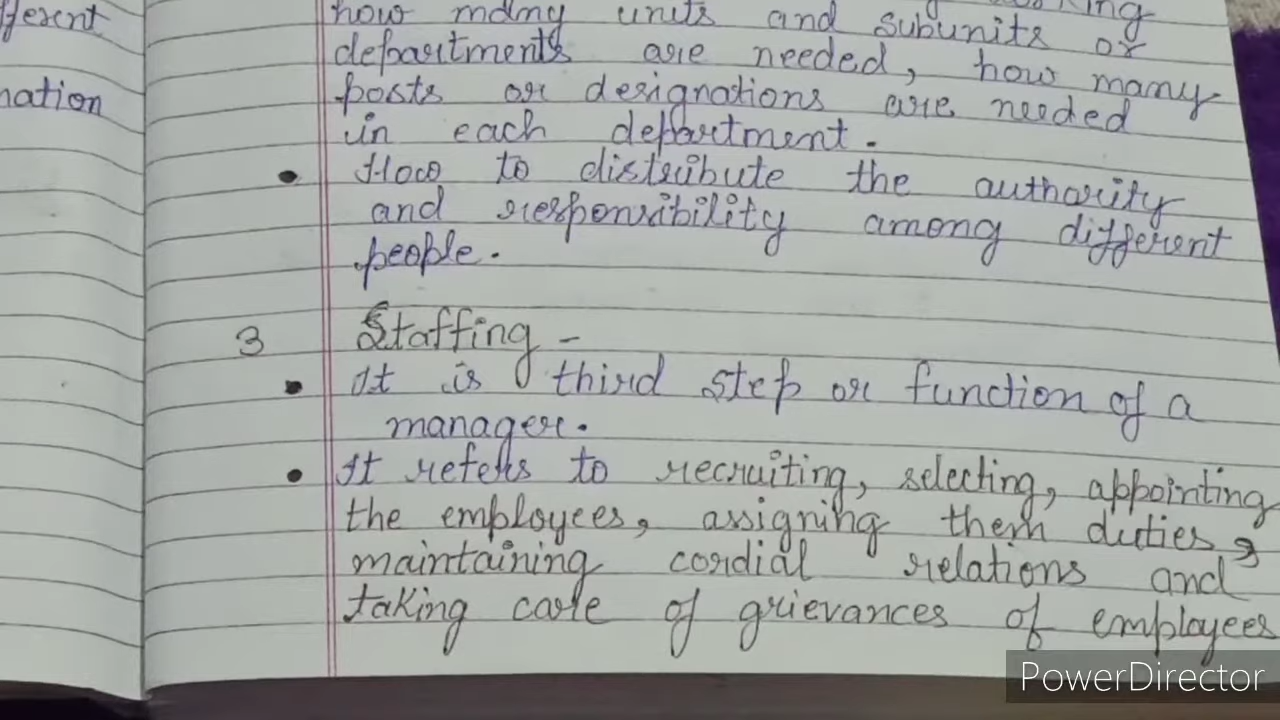 fferent
nation
how many units and subunits or
departments are needed, how many
posts or designations are needed
in each department.
• How to distribute the authority
and responsibility among different
people.
3 Staffing -
• It is third step or function of a
manager.
• It refers to recruiting, selecting, appointing
the employees, assigning them duties,
maintaining cordial relations and
taking care of grievances of employees
PowerDirector